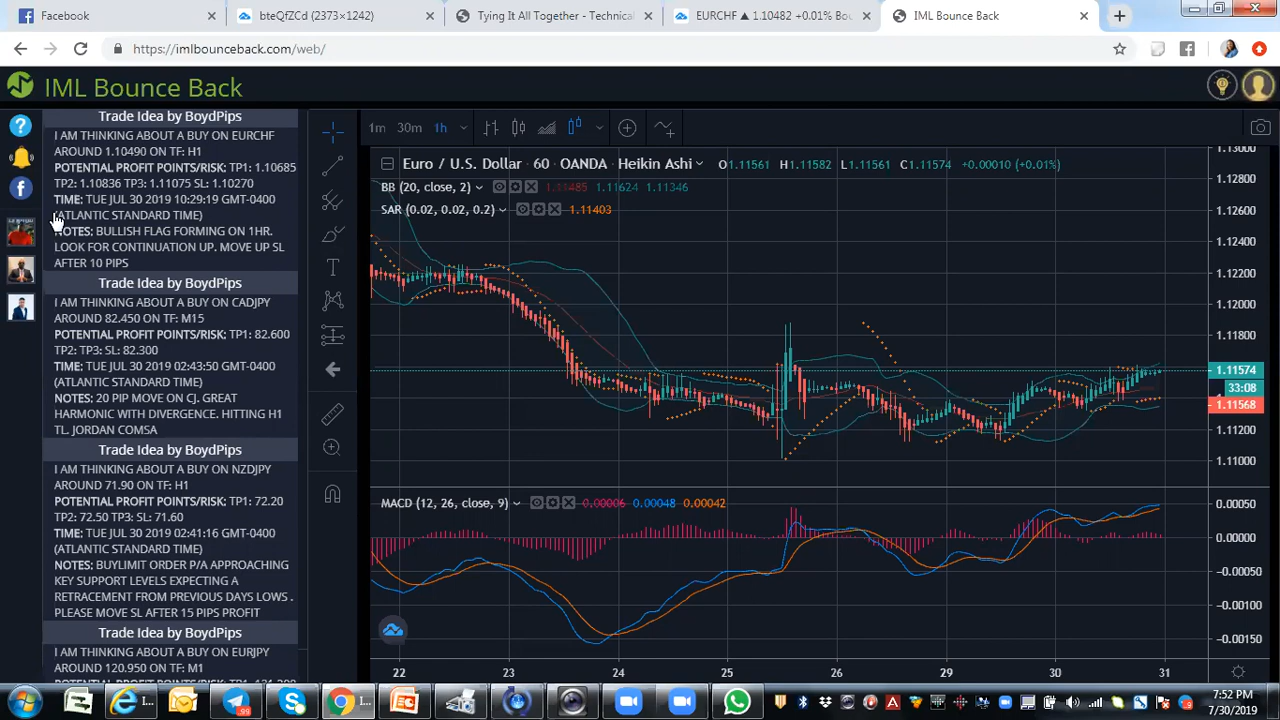 Facebook
bteQfZCd (2373×1242)
Tying It All Together - Technical
EURCHF ▲ 1.10482 +0.01% Bou
IML Bounce Back
https://imlbounceback.com/web/
IML Bounce Back
Trade Idea by BoydPips
I AM THINKING ABOUT A BUY ON EURCHF
AROUND 1.10490 ON TF: H1
POTENTIAL PROFIT POINTS/RISK: TP1: 1.10685
TP2: 1.10836 TP3: 1.11075 SL: 1.10270
TIME: TUE JUL 30 2019 10:29:19 GMT-0400
(ATLANTIC STANDARD TIME)
NOTES: BULLISH FLAG FORMING ON 1HR.
LOOK FOR CONTINUATION UP. MOVE UP SL
AFTER 10 PIPS
Trade Idea by BoydPips
I AM THINKING ABOUT A BUY ON CADJPY
AROUND 82.450 ON TF: M15
POTENTIAL PROFIT POINTS/RISK: TP1: 82.600
TP2: TP3: SL: 82.300
TIME: TUE JUL 30 2019 02:43:50 GMT-0400
(ATLANTIC STANDARD TIME)
NOTES: 20 PIP MOVE ON CJ. GREAT
HARMONIC WITH DIVERGENCE. HITTING H1
TL. JORDAN COMSA
Trade Idea by BoydPips
I AM THINKING ABOUT A BUY ON NZDJPY
AROUND 71.90 ON TF: H1
POTENTIAL PROFIT POINTS/RISK: TP1: 72.20
TP2: 72.50 TP3: SL: 71.60
TIME: TUE JUL 30 2019 02:41:16 GMT-0400
(ATLANTIC STANDARD TIME)
NOTES: BUYLIMIT ORDER P/A APPROACHING
KEY SUPPORT LEVELS EXPECTING A
RETRACEMENT FROM PREVIOUS DAYS LOWS .
PLEASE MOVE SL AFTER 15 PIPS PROFIT
Trade Idea by BoydPips
I AM THINKING ABOUT A BUY ON EURJPY
AROUND 120.950 ON TF: M1
1m 30m 1h
Euro / U.S. Dollar 60 OANDA Heikin Ashi O1.11561 H1.11582 L1.11561 C1.11574 +0.00010 (+0.01%)
BB (20, close, 2) 1.11485 1.11624 1.11346
SAR (0.02, 0.02, 0.2) 1.11403
MACD (12, 26, close, 9) 0.00006 0.00048 0.00042
1.13000
1.12800
1.12600
1.12400
1.12200
1.12000
1.11800
1.11574
33:08
1.11568
1.11200
1.11000
0.00050
0.00000
-0.00050
-0.00100
-0.00150
22 23 24 25 26 29 30 31
99
I...
I...
7:52 PM
7/30/2019